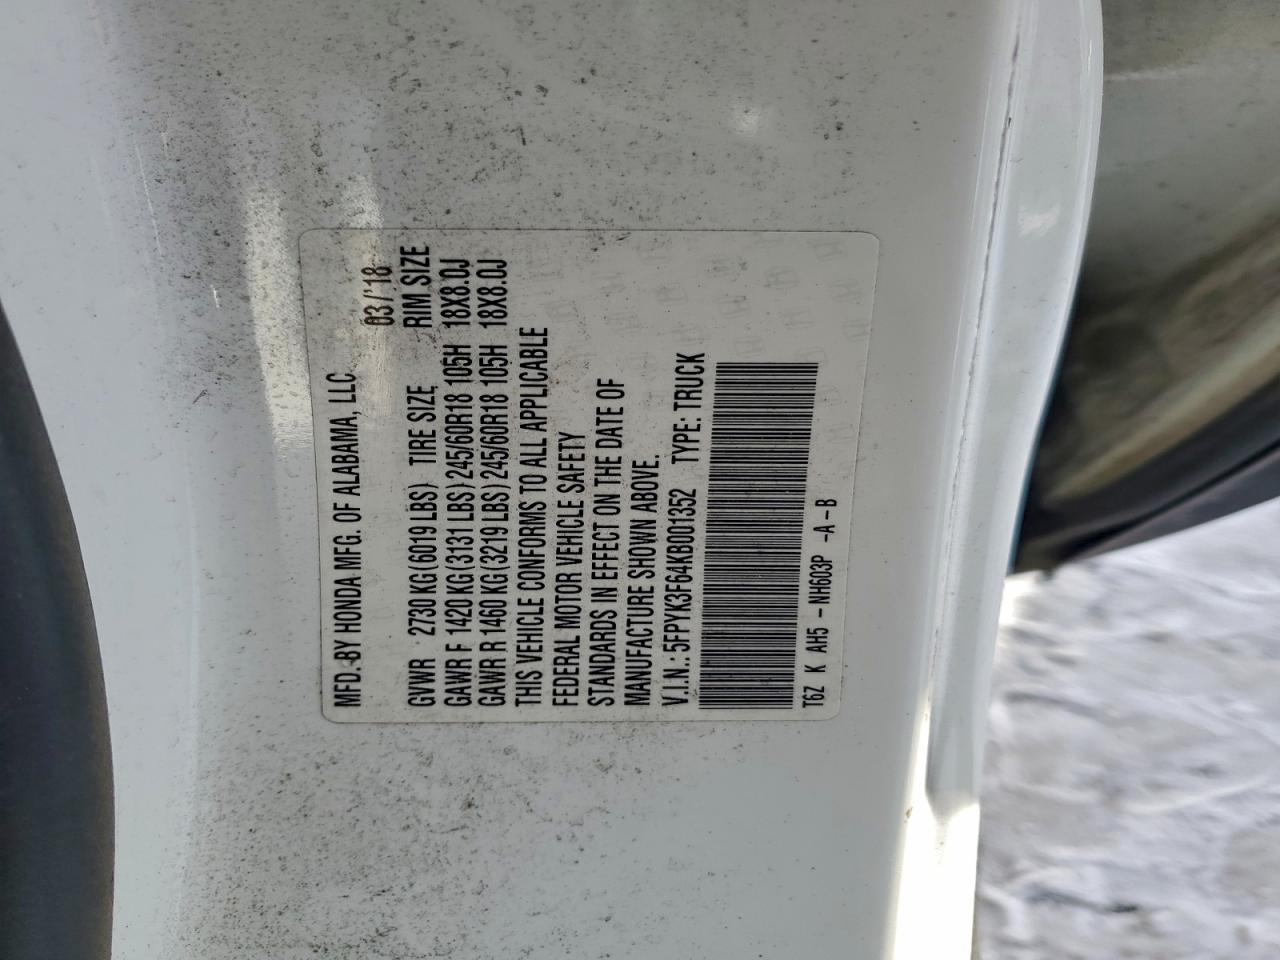 MFD. BY HONDA MFG. OF ALABAMA, LLC
03/'18
GVWR 2730 KG(6019 LBS) TIRE SIZE RIM SIZE
GAWR F 1420 KG(3131 LBS) 245/60R18 105H 18X8.0J
GAWR R 1460 KG(3219 LBS) 245/60R18 105H 18X8.0J
THIS VEHICLE CONFORMS TO ALL APPLICABLE
FEDERAL MOTOR VEHICLE SAFETY
STANDARDS IN EFFECT ON THE DATE OF
MANUFACTURE SHOWN ABOVE.
V.I.N.: 5FPYK3F64KB001352 TYPE: TRUCK
T6Z K AH5 - NH603P -A-B